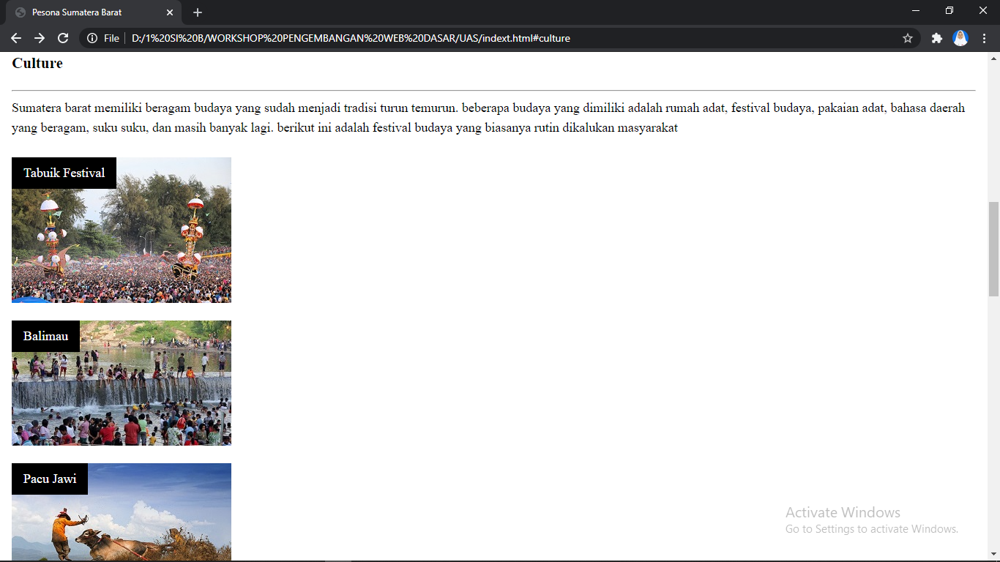 Pesona Sumatera Barat
File
D:/1%20SI%20B/WORKSHOP%20PENGEMBANGAN%20WEB%20DASAR/UAS/indext.html#culture
Culture
Sumatera barat memiliki beragam budaya yang sudah menjadi tradisi turun temurun. beberapa budaya yang dimiliki adalah rumah adat, festival budaya, pakaian adat, bahasa daerah
yang beragam, suku suku, dan masih banyak lagi. berikut ini adalah festival budaya yang biasanya rutin dikalukan masyarakat
Tabuik Festival
Balimau
Pacu Jawi
Activate Windows
Go to Settings to activate Windows.